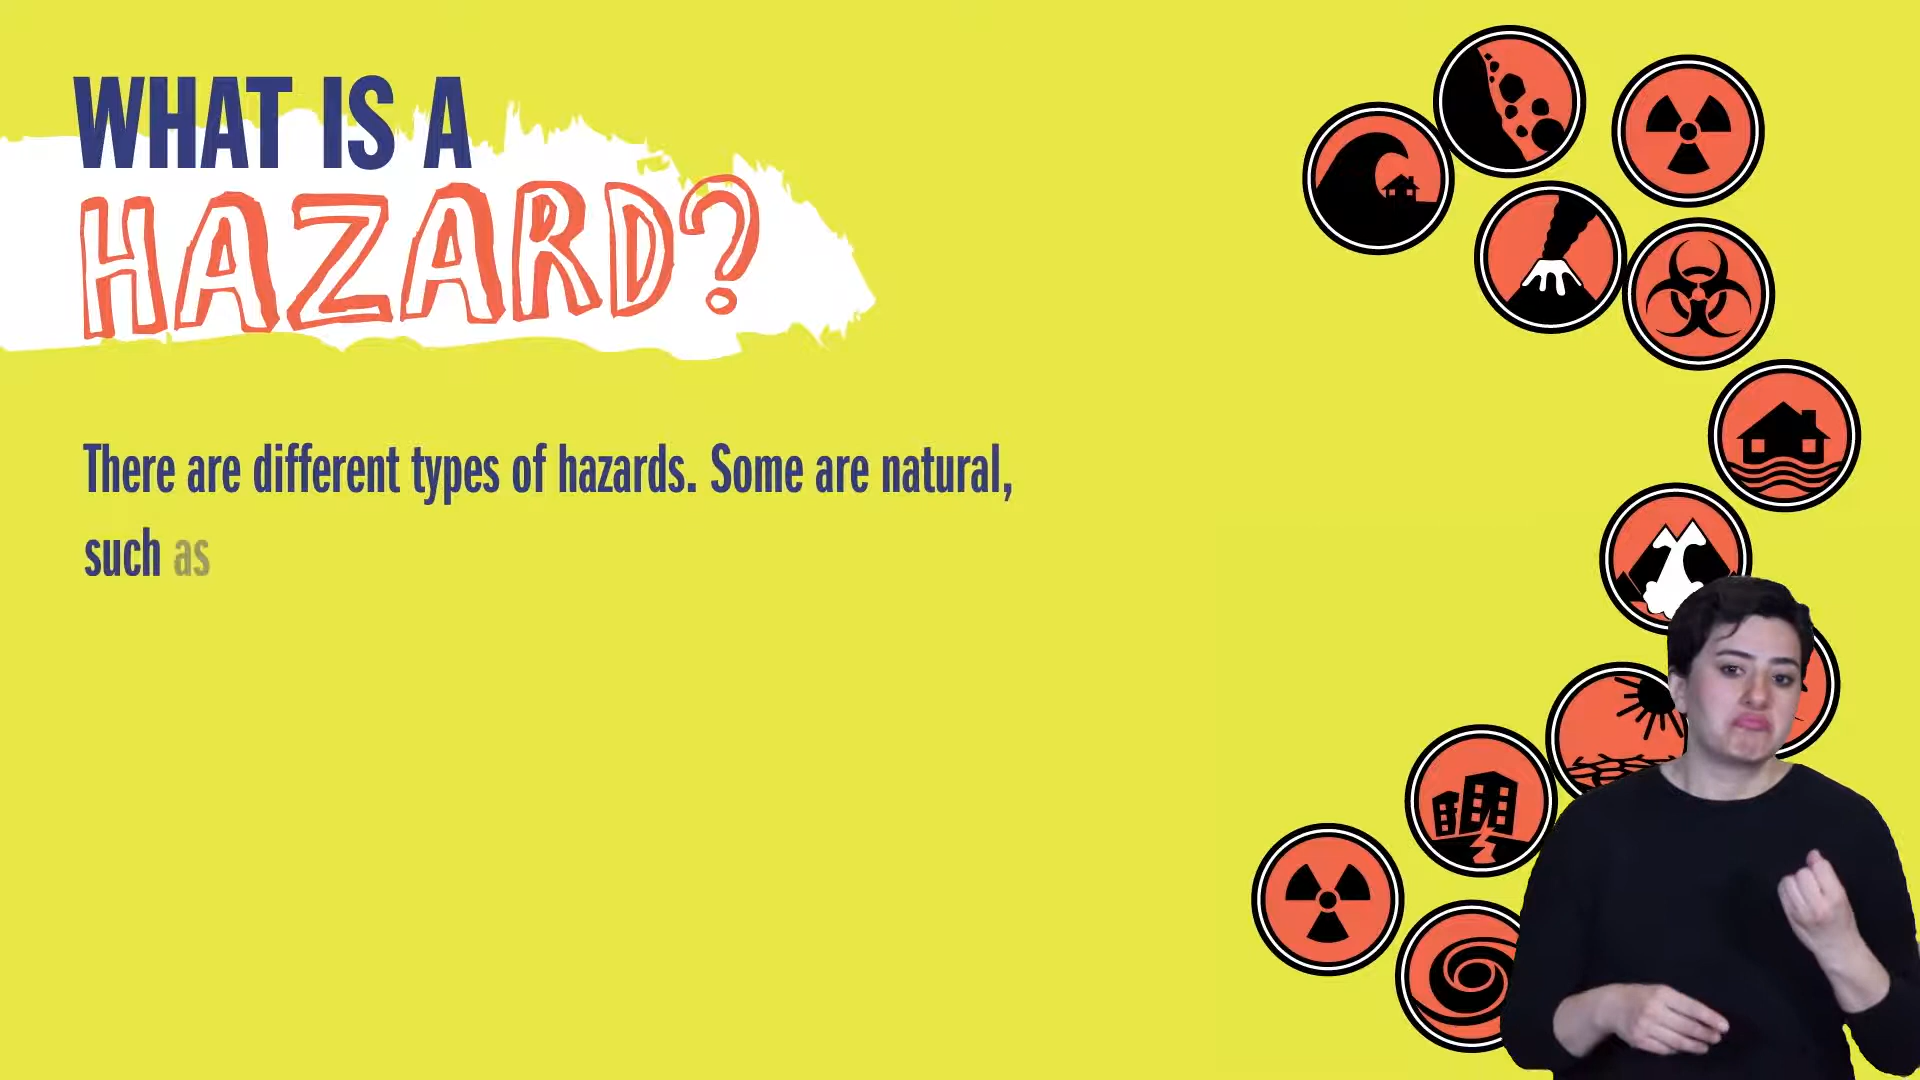 WHAT IS A
HAZARD?
There are different types of hazards. Some are natural,
such as